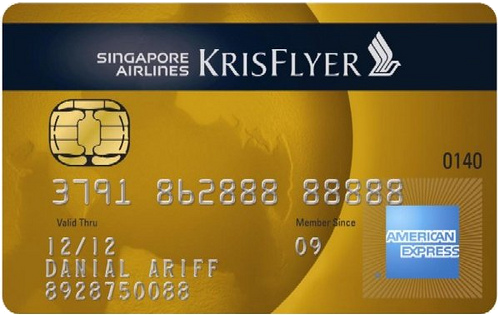 SINGAPORE AIRLINES KRISFLYER
0140
3791 862888 88888
Valid Thru Member Since
12/12 09
DANIAL ARIFF
8928750088
AMERICAN EXPRESS